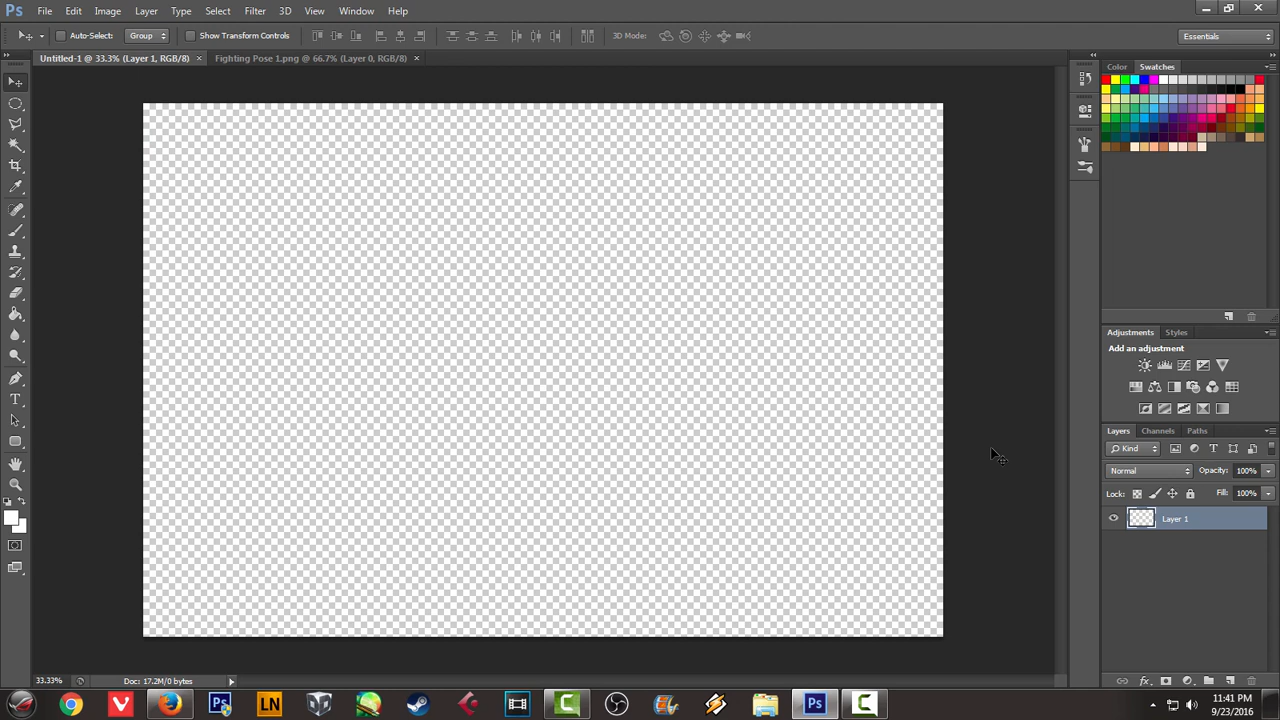 Ps File Edit Image Layer Type Select Filter 3D View Window Help
Auto-Select: Group Show Transform Controls 3D Mode: Essentials
Untitled-1 @ 33.3% (Layer 1, RGB/8) × Fighting Pose 1.png @ 66.7% (Layer 0, RGB/8) ×
Color Swatches
Adjustments Styles
Add an adjustment
Layers Channels Paths
Kind
Normal Opacity: 100%
Lock: Fill: 100%
Layer 1
33.33% Doc: 17.2M/0 bytes
Ps LN Ps
11:41 PM
9/23/2016